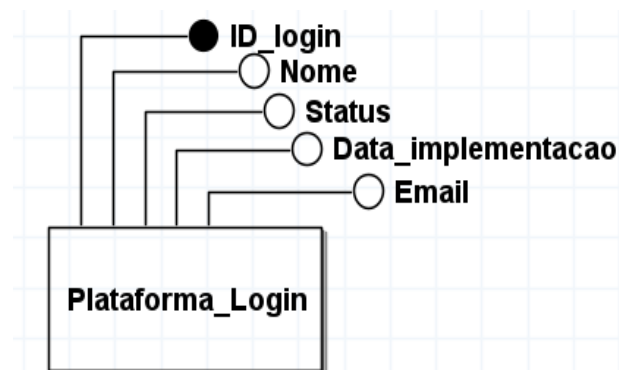 ID_login
Nome
Status
Data_implementacao
Email
Plataforma_Login